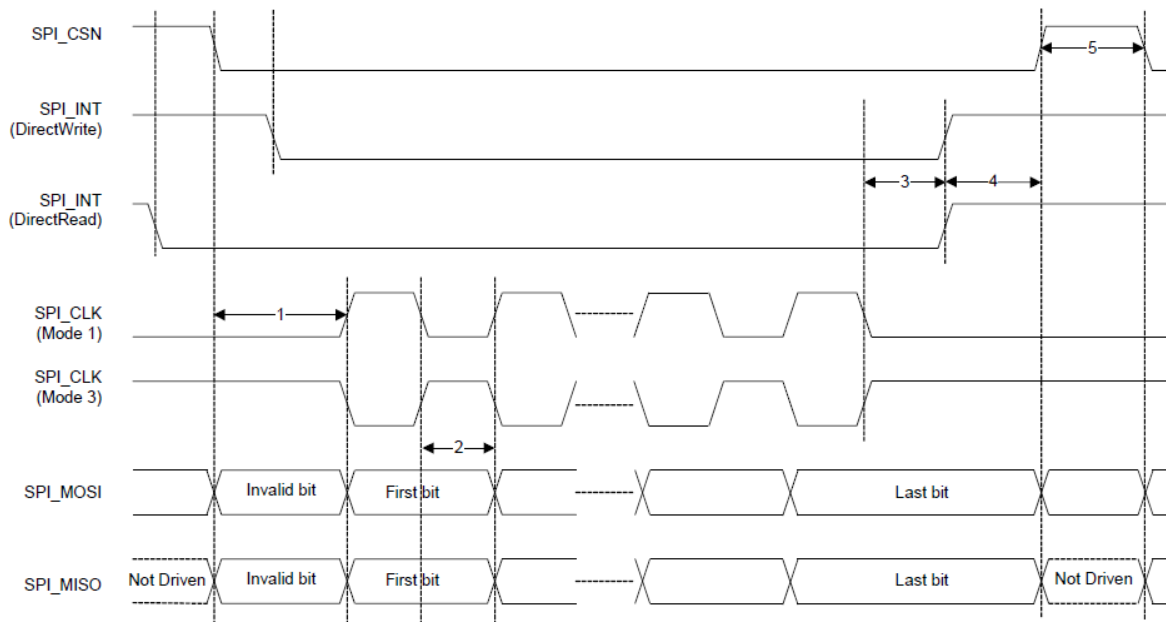 SPI_CSN
5
SPI_INT
(DirectWrite)
3
4
SPI_INT
(DirectRead)
SPI_CLK
(Mode 1)
1
SPI_CLK
(Mode 3)
2
SPI_MOSI
Invalid bit
First bit
Last bit
SPI_MISO
Not Driven
Invalid bit
First bit
Last bit
Not Driven